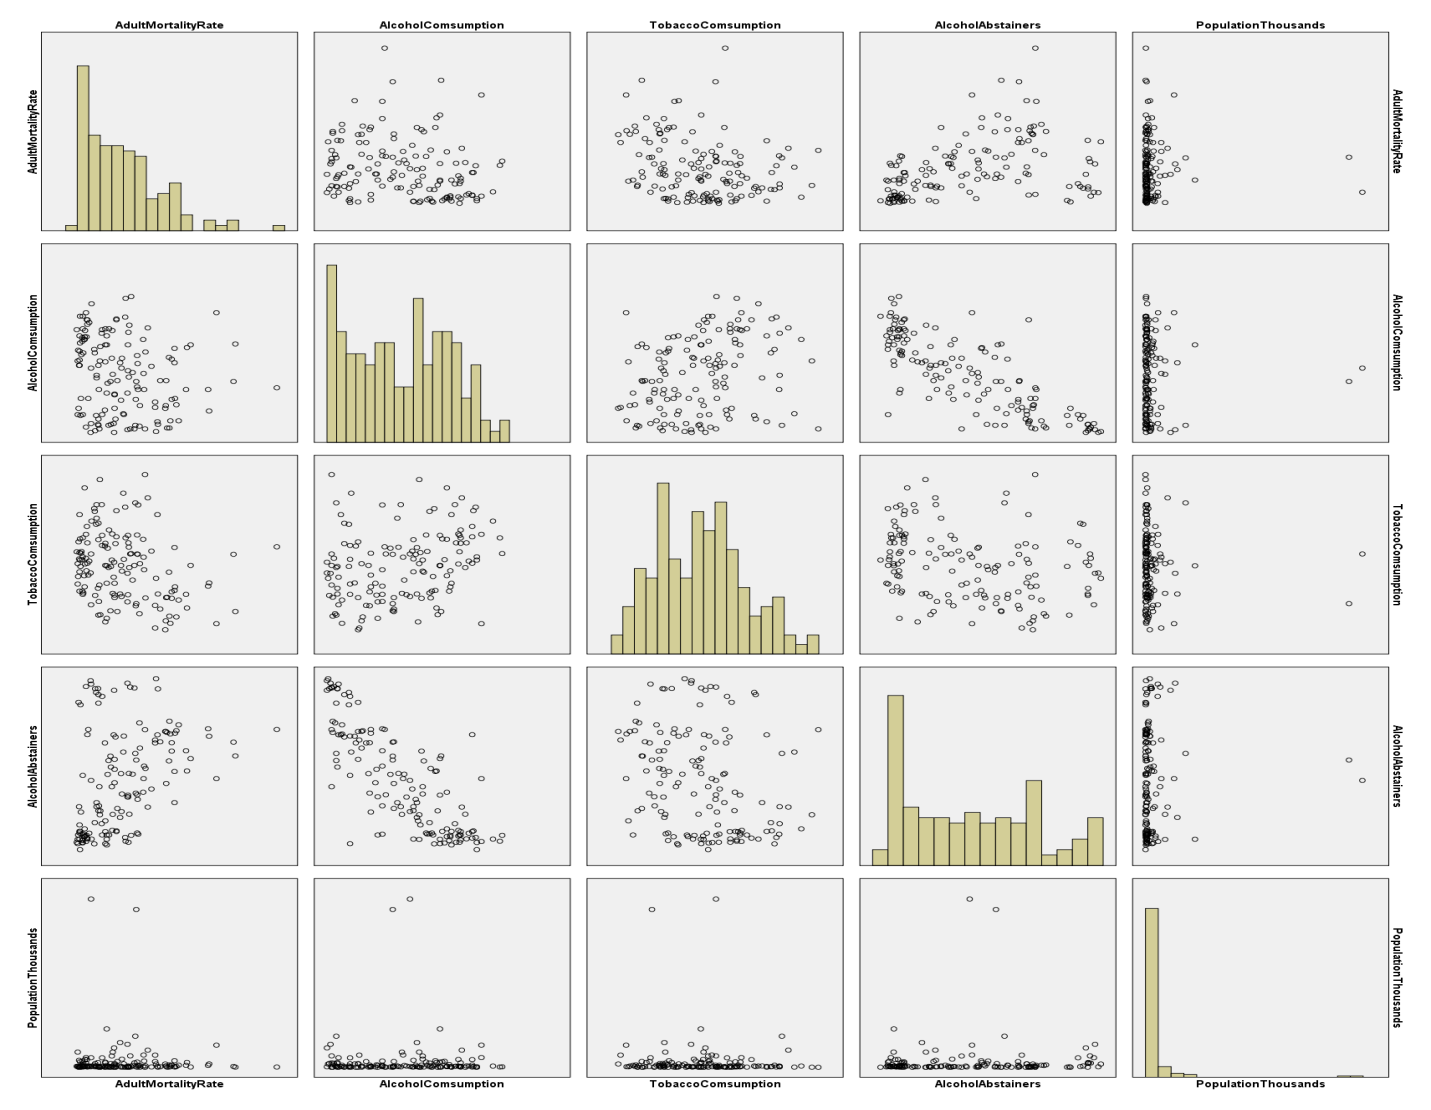 AdultMortalityRate AlcoholComsumption TobaccoComsumption AlcoholAbstainers PopulationThousands
AdultMortalityRate
AdultMortalityRate
AlcoholComsumption
AlcoholComsumption
TobaccoComsumption
TobaccoComsumption
AlcoholAbstainers
AlcoholAbstainers
PopulationThousands
PopulationThousands
AdultMortalityRate AlcoholComsumption TobaccoComsumption AlcoholAbstainers PopulationThousands